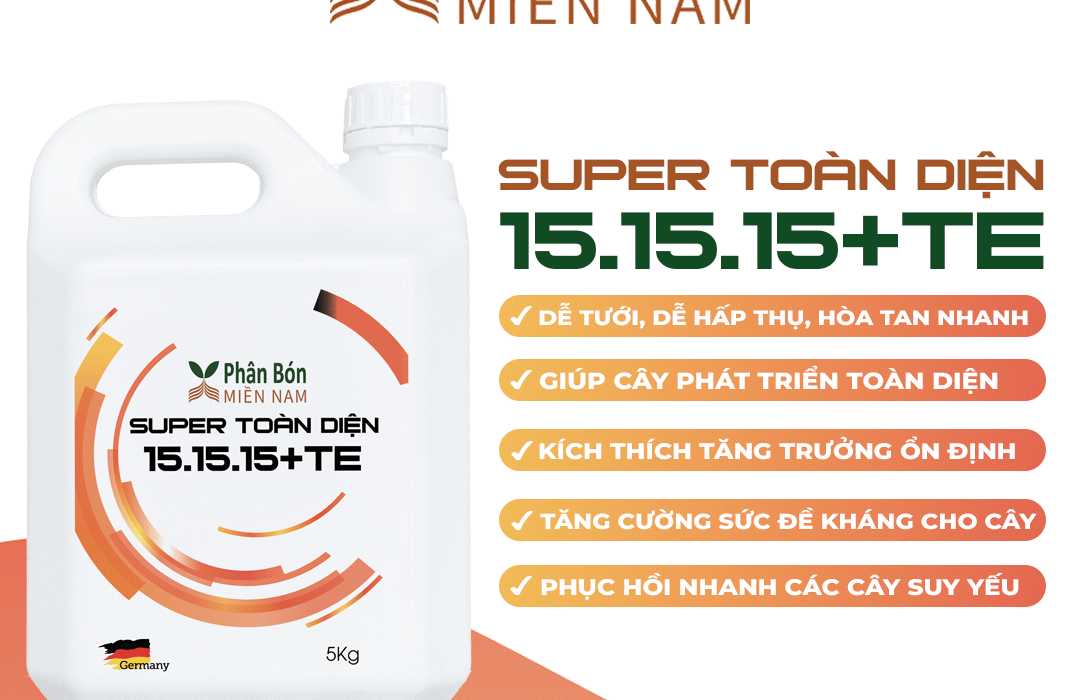 MIỀN NAM
SUPER TOÀN DIỆN
15.15.15+TE
✓ DỄ TƯỚI, DỄ HẤP THỤ, HÒA TAN NHANH
✓ GIÚP CÂY PHÁT TRIỂN TOÀN DIỆN
✓ KÍCH THÍCH TĂNG TRƯỞNG ỔN ĐỊNH
✓ TĂNG CƯỜNG SỨC ĐỀ KHÁNG CHO CÂY
✓ PHỤC HỒI NHANH CÁC CÂY SUY YẾU
Phân Bón
MIỀN NAM
SUPER TOÀN DIỆN
15.15.15+TE
Germany
5Kg